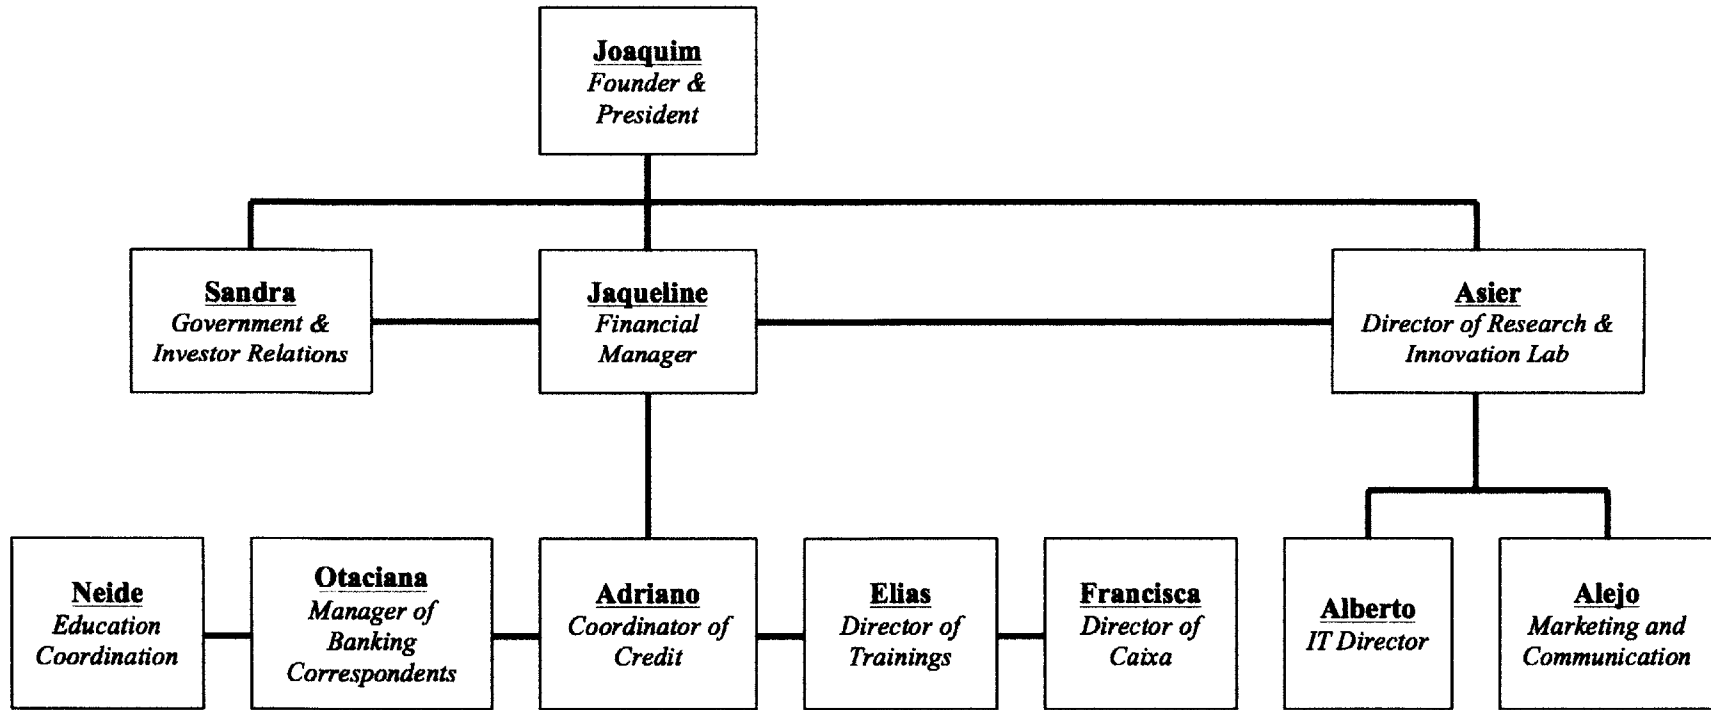 Joaquim
Founder &
President
Sandra
Government &
Investor Relations
Jaqueline
Financial
Manager
Asier
Director of Research &
Innovation Lab
Neide
Education
Coordination
Otaciana
Manager of
Banking
Correspondents
Adriano
Coordinator of
Credit
Elias
Director of
Trainings
Francisca
Director of
Caixa
Alberto
IT Director
Alejo
Marketing and
Communication